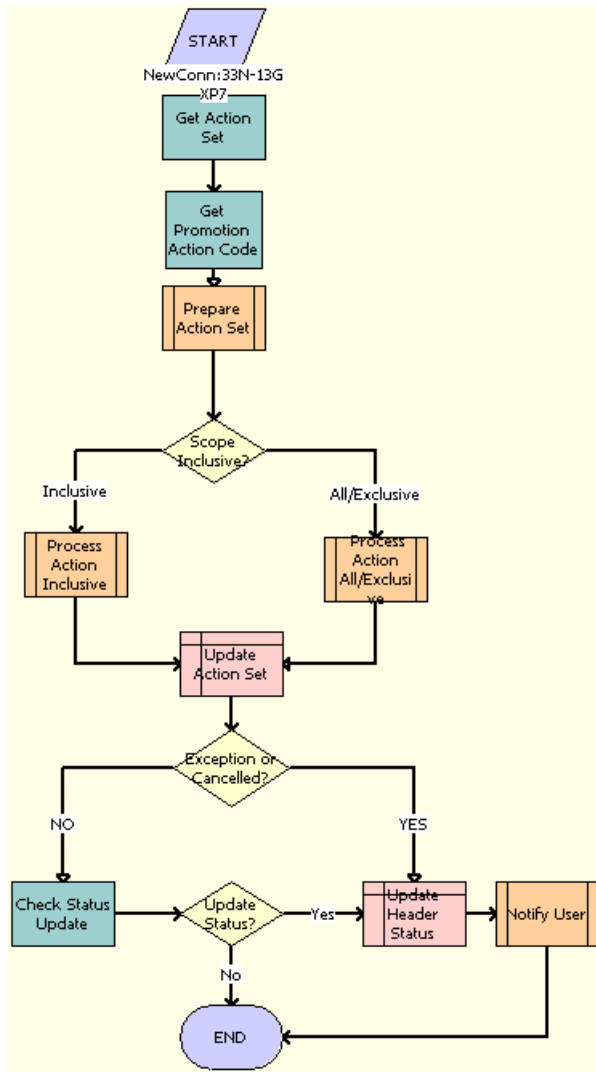 START
NewConn:33N-13G
XP7
Get Action
Set
Get
Promotion
Action Code
Prepare
Action Set
Scope
Inclusive?
Inclusive
All/Exclusive
Process
Action
Inclusive
Process
Action
All/Exclusi
ve
Update
Action Set
Exception or
Cancelled?
NO
YES
Check Status
Update
Update
Status?
Yes
Update
Header
Status
Notify User
No
END